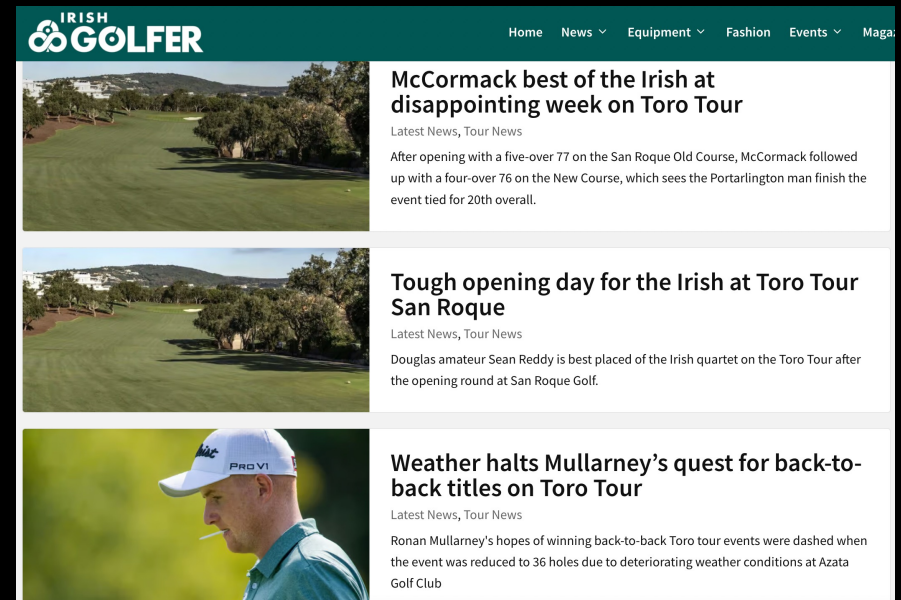 IRISH
GOLFER
Home News Equipment Fashion Events
McCormack best of the Irish at
disappointing week on Toro Tour
Latest News, Tour News
After opening with a five-over 77 on the San Roque Old Course, McCormack followed
up with a four-over 76 on the New Course, which sees the Portarlington man finish the
event tied for 20th overall.
Tough opening day for the Irish at Toro Tour
San Roque
Latest News, Tour News
Douglas amateur Sean Reddy is best placed of the Irish quartet on the Toro Tour after
the opening round at San Roque Golf.
PRO V1
Weather halts Mullarney’s quest for back-to-
back titles on Toro Tour
Latest News, Tour News
Ronan Mullarney's hopes of winning back-to-back Toro tour events were dashed when
the event was reduced to 36 holes due to deteriorating weather conditions at Azata
Golf Club